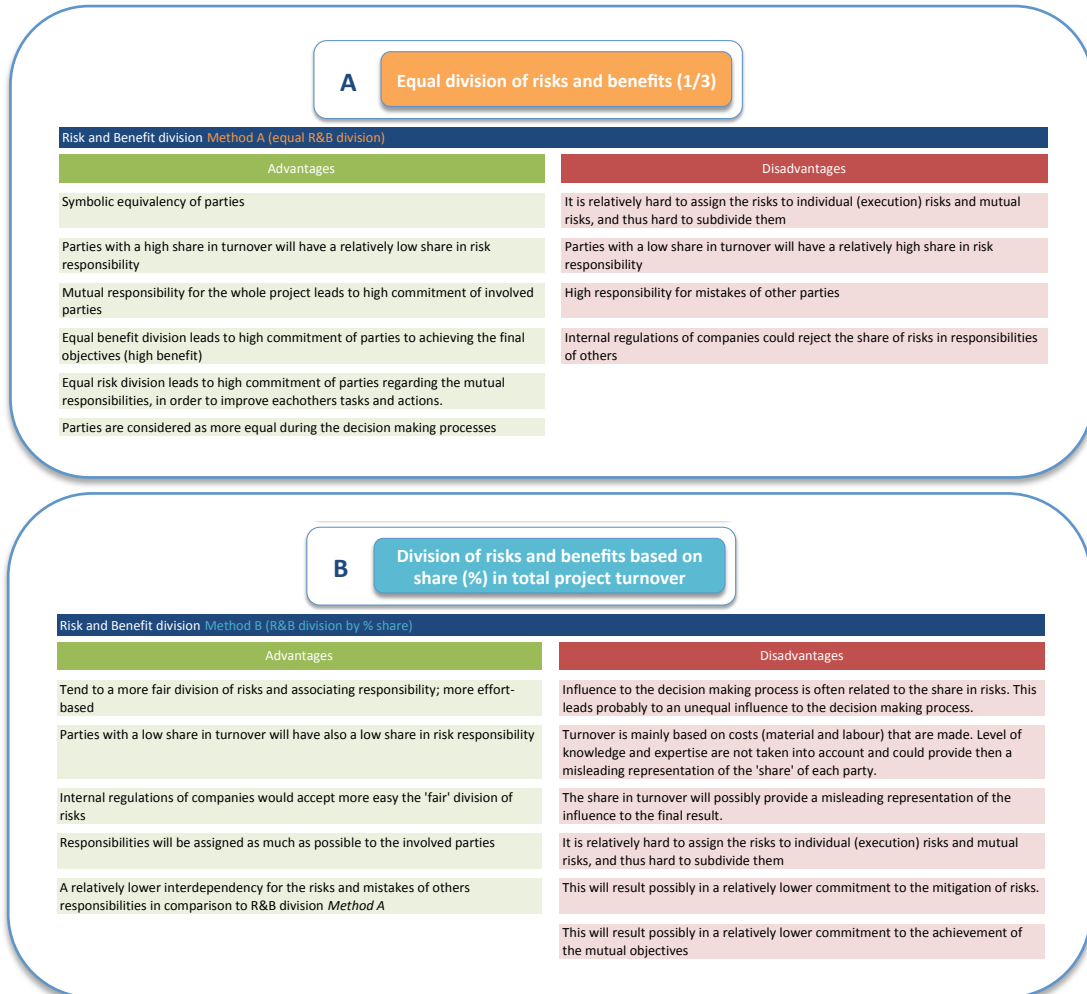 A
Equal division of risks and benefits (1/3)
Risk and Benefit division Method A (equal R&B division)
Advantages
Disadvantages
Symbolic equivalency of parties
It is relatively hard to assign the risks to individual (execution) risks and mutual
risks, and thus hard to subdivide them
Parties with a high share in turnover will have a relatively low share in risk
responsibility
Parties with a low share in turnover will have a relatively high share in risk
responsibility
Mutual responsibility for the whole project leads to high commitment of involved
parties
High responsibility for mistakes of other parties
Equal benefit division leads to high commitment of parties to achieving the final
objectives (high benefit)
Internal regulations of companies could reject the share of risks in responsibilities
of others
Equal risk division leads to high commitment of parties regarding the mutual
responsibilities, in order to improve eachothers tasks and actions.
Parties are considered as more equal during the decision making processes
B
Division of risks and benefits based on
share (%) in total project turnover
Risk and Benefit division Method B (R&B division by % share)
Advantages
Disadvantages
Tend to a more fair division of risks and associating responsibility; more effort-
based
Influence to the decision making process is often related to the share in risks. This
leads probably to an unequal influence to the decision making process.
Parties with a low share in turnover will have also a low share in risk responsibility
Turnover is mainly based on costs (material and labour) that are made. Level of
knowledge and expertise are not taken into account and could provide then a
misleading representation of the 'share' of each party.
Internal regulations of companies would accept more easy the 'fair' division of
risks
The share in turnover will possibly provide a misleading representation of the
influence to the final result.
Responsibilities will be assigned as much as possible to the involved parties
It is relatively hard to assign the risks to individual (execution) risks and mutual
risks, and thus hard to subdivide them
A relatively lower interdependency for the risks and mistakes of others
responsibilities in comparison to R&B division Method A
This will result possibly in a relatively lower commitment to the mitigation of risks.
This will result possibly in a relatively lower commitment to the achievement of
the mutual objectives